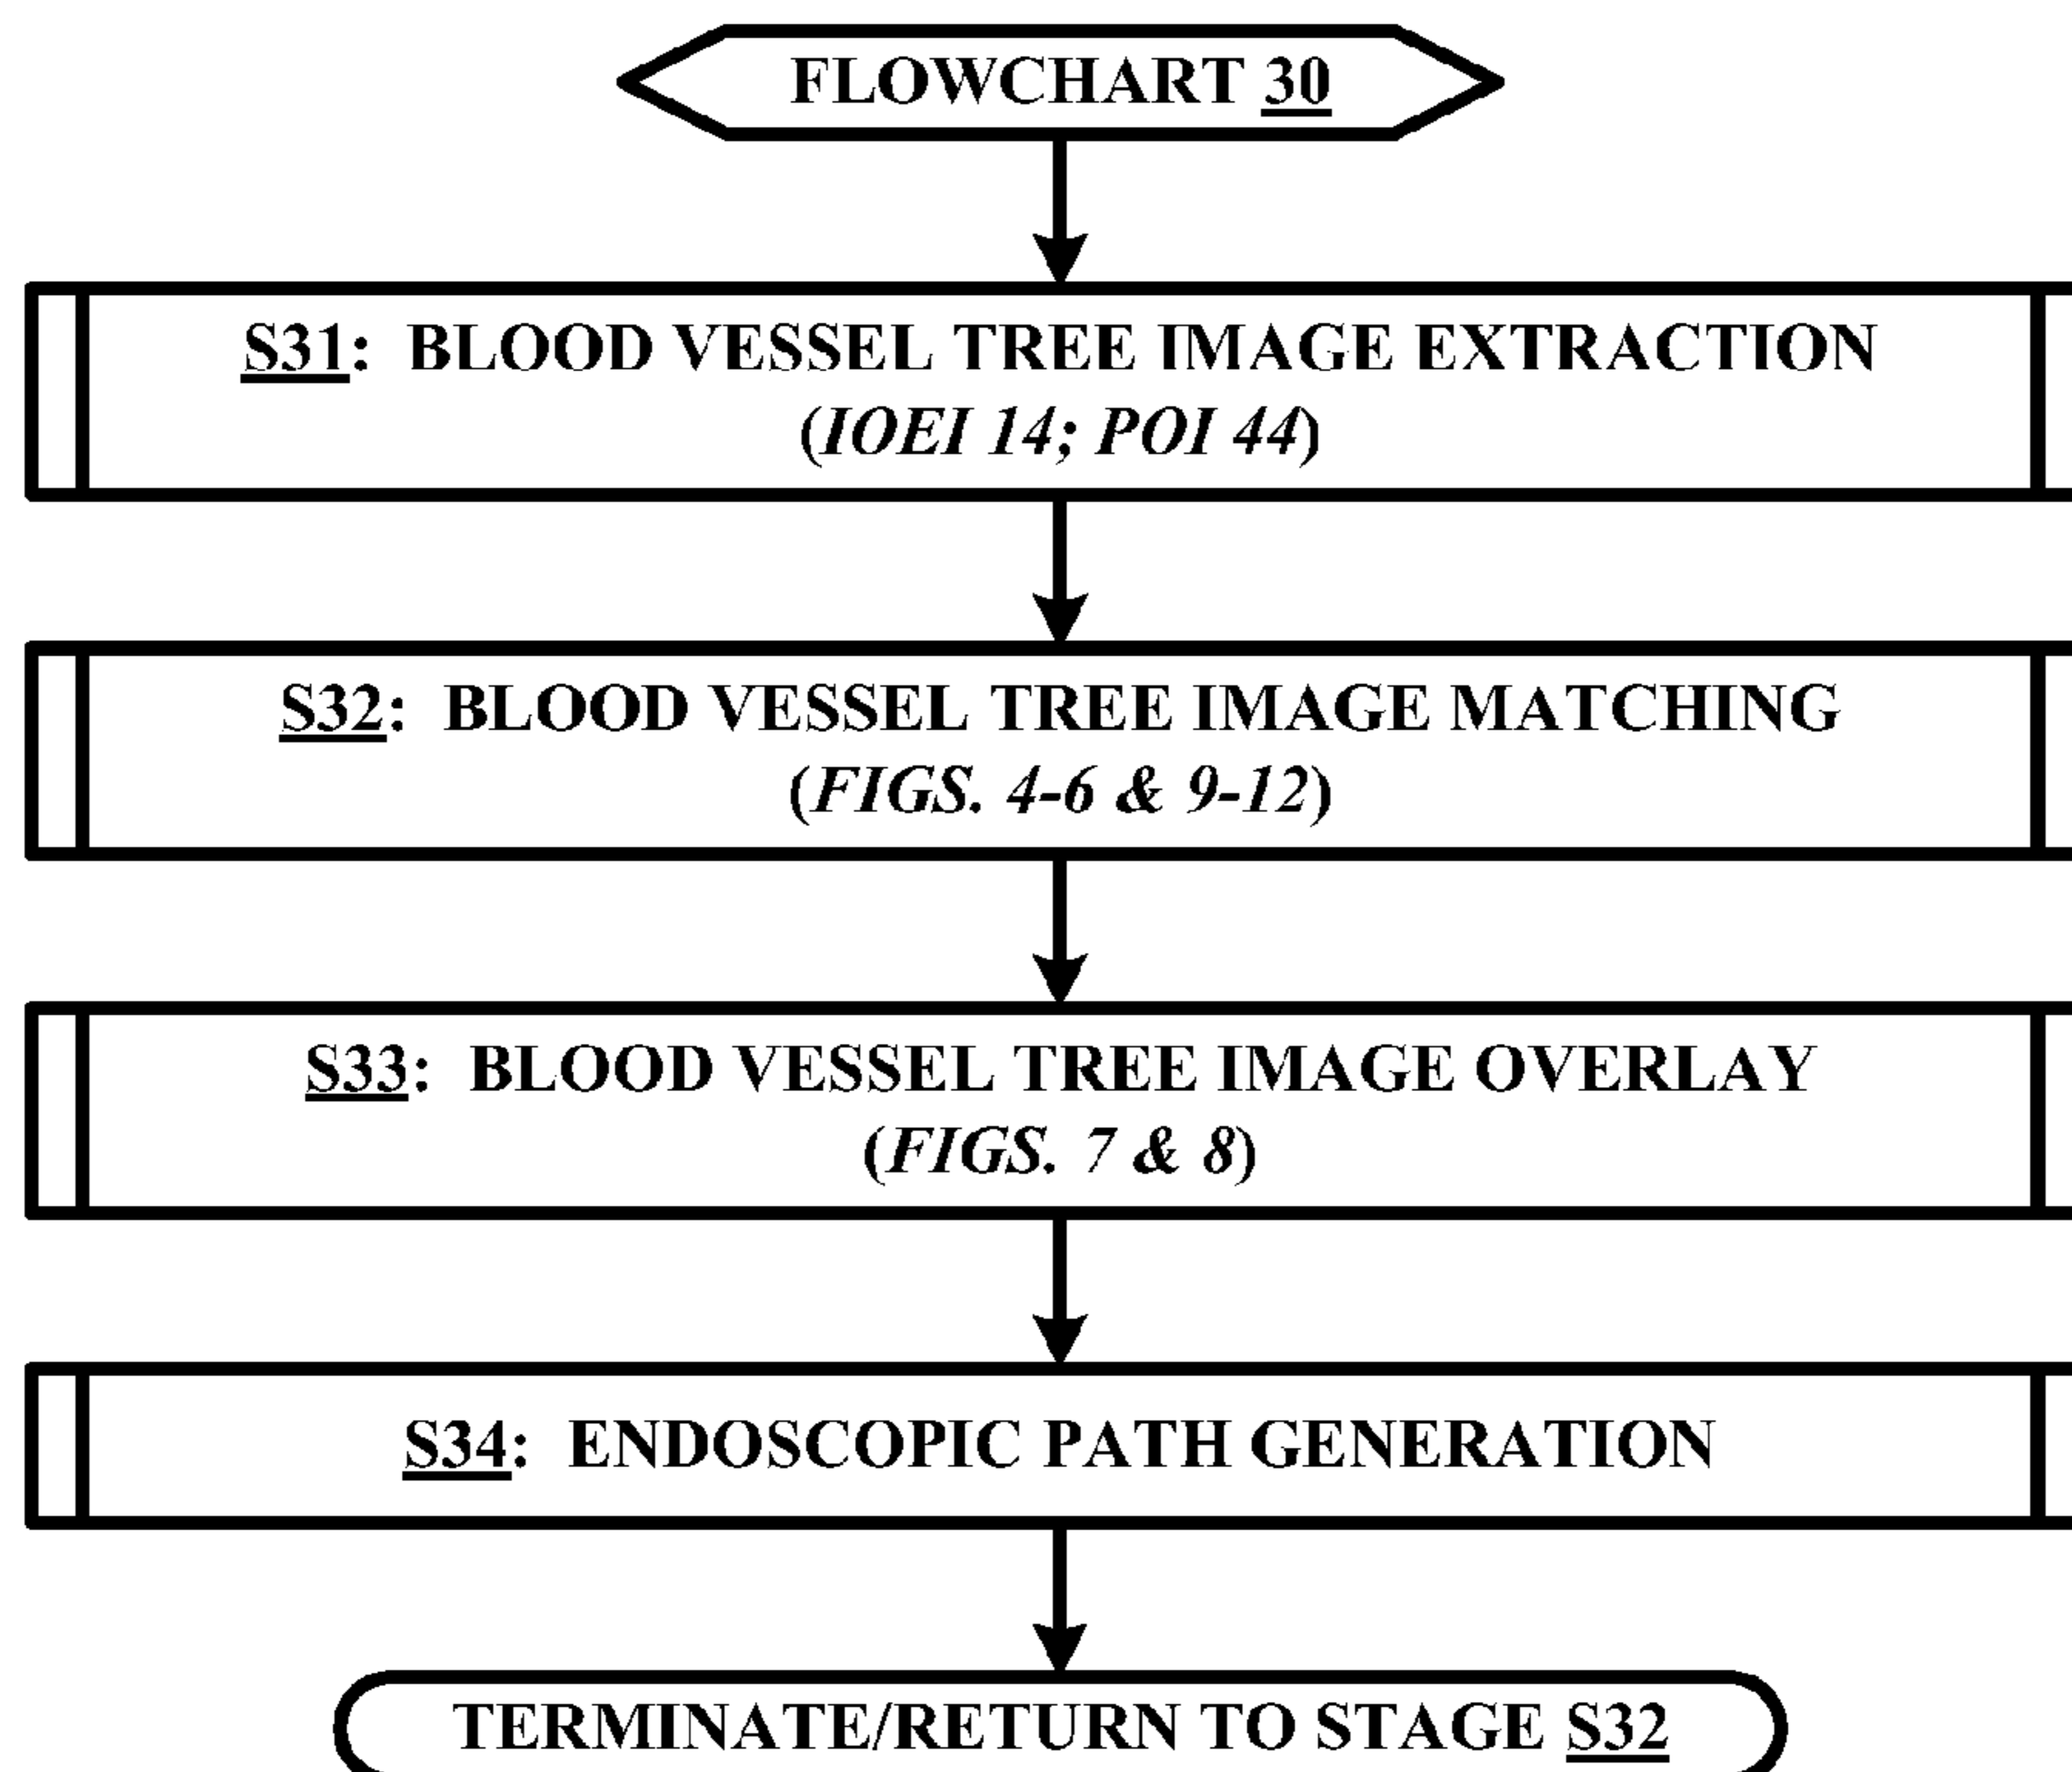 FLOWCHART 30
S31: BLOOD VESSEL TREE IMAGE EXTRACTION
(IOEI 14; POI 44)
S32: BLOOD VESSEL TREE IMAGE MATCHING
(FIGS. 4-6 & 9-12)
S33: BLOOD VESSEL TREE IMAGE OVERLAY
(FIGS. 7 & 8)
S34: ENDOSCOPIC PATH GENERATION
TERMINATE/RETURN TO STAGE S32